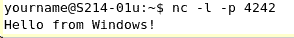 yourname@S214-01u:~$ nc -l -p 4242
Hello from Windows!